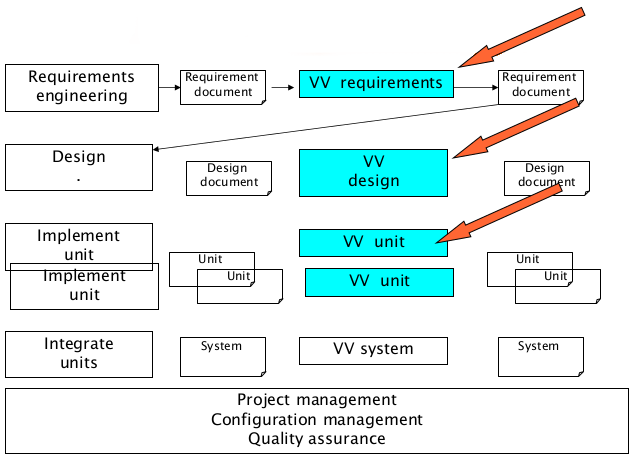 Requirements
engineering
Requirement
document
VV requirements
Requirement
document
Design
.
Design
document
VV
design
Design
document
Implement
unit
Implement
unit
Unit
Unit
VV unit
VV unit
Unit
Unit
Integrate
units
System
VV system
System
Project management
Configuration management
Quality assurance